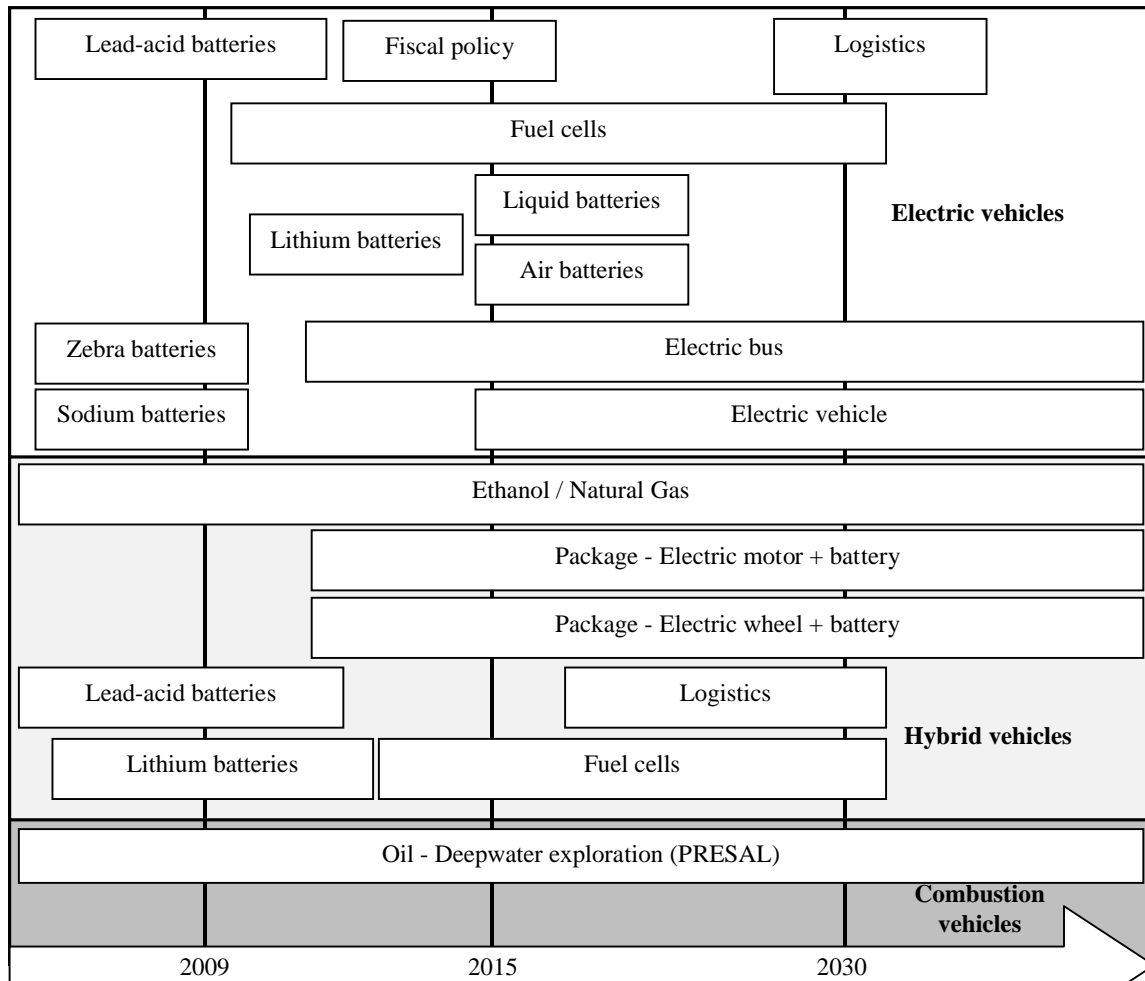 Lead-acid batteries
Fiscal policy
Logistics
Fuel cells
Liquid batteries
Electric vehicles
Lithium batteries
Air batteries
Zebra batteries
Electric bus
Sodium batteries
Electric vehicle
Ethanol / Natural Gas
Package - Electric motor + battery
Package - Electric wheel + battery
Lead-acid batteries
Logistics
Hybrid vehicles
Lithium batteries
Fuel cells
Oil - Deepwater exploration (PRESAL)
Combustion
vehicles
2009
2015
2030